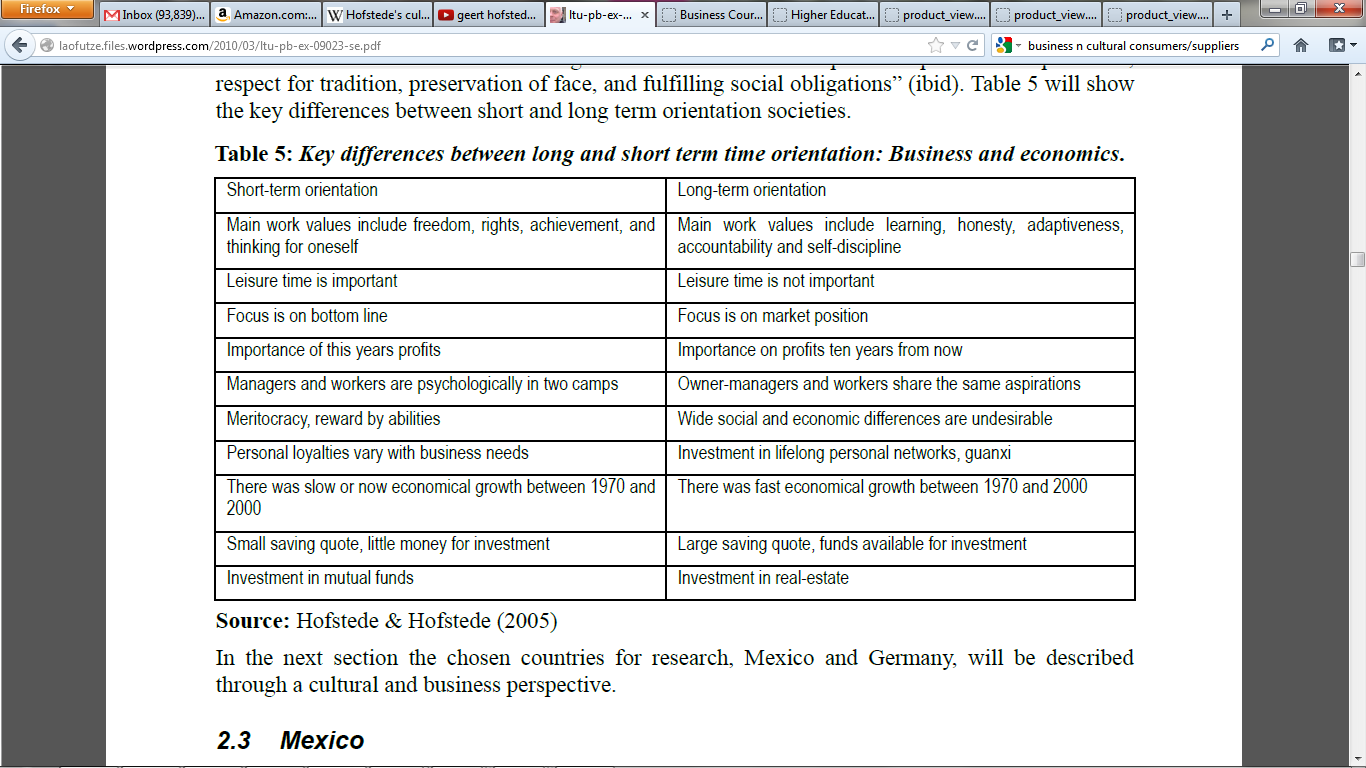 Firefox
Inbox (93,839)...
Amazon.com:...
Wikipedia W Hofstede's cul...
geert hofsted...
ltu-pb-ex-...
Business Cour...
Higher Educat...
product_view....
product_view....
product_view....
laofutze.files.wordpress.com/2010/03/ltu-pb-ex-09023-se.pdf
business n cultural consumers/suppliers
respect for tradition, preservation of face, and fulfilling social obligations” (ibid). Table 5 will show
the key differences between short and long term orientation societies.
Table 5: Key differences between long and short term time orientation: Business and economics.
Short-term orientation
Long-term orientation
Main work values include freedom, rights, achievement, and
thinking for oneself
Main work values include learning, honesty, adaptiveness,
accountability and self-discipline
Leisure time is important
Leisure time is not important
Focus is on bottom line
Focus is on market position
Importance of this years profits
Importance on profits ten years from now
Managers and workers are psychologically in two camps
Owner-managers and workers share the same aspirations
Meritocracy, reward by abilities
Wide social and economic differences are undesirable
Personal loyalties vary with business needs
Investment in lifelong personal networks, guanxi
There was slow or now economical growth between 1970 and
2000
There was fast economical growth between 1970 and 2000
Small saving quote, little money for investment
Large saving quote, funds available for investment
Investment in mutual funds
Investment in real-estate
Source: Hofstede & Hofstede (2005)
In the next section the chosen countries for research, Mexico and Germany, will be described
through a cultural and business perspective.
2.3 Mexico